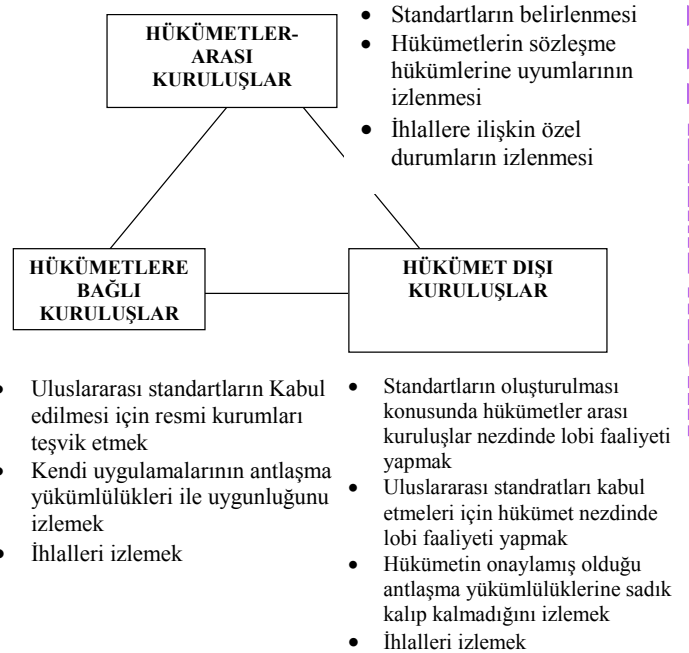 HÜKÜMETLER-
ARASI
KURULUŞLAR
• Standartların belirlenmesi
• Hükümetlerin sözleşme
hükümlerine uyumlarının
izlenmesi
• İhlallere ilişkin özel
durumların izlenmesi
HÜKÜMETLERE
BAĞLI
KURULUŞLAR
HÜKÜMET DIŞI
KURULUŞLAR
• Uluslararası standartların Kabul
edilmesi için resmi kurumları
teşvik etmek
• Kendi uygulamalarının antlaşma
yükümlülükleri ile uygunluğunu
izlemek
• İhlalleri izlemek
• Standartların oluşturulması
konusunda hükümetler arası
kuruluşlar nezdinde lobi faaliyeti
yapmak
• Uluslararası standratları kabul
etmeleri için hükümet nezdinde
lobi faaliyeti yapmak
• Hükümetin onaylamış olduğu
antlaşma yükümlülüklerine sadık
kalıp kalmadığını izlemek
• İhlalleri izlemek